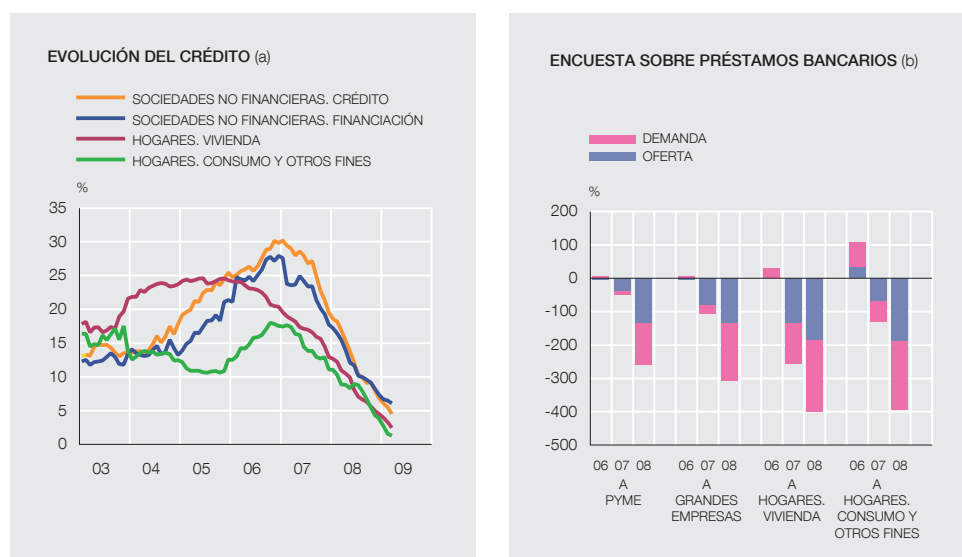 EVOLUCIÓN DEL CRÉDITO (a)
SOCIEDADES NO FINANCIERAS. CRÉDITO
SOCIEDADES NO FINANCIERAS. FINANCIACIÓN
HOGARES. VIVIENDA
HOGARES. CONSUMO Y OTROS FINES
%
35
30
25
20
15
10
5
0
03 04 05 06 07 08 09
ENCUESTA SOBRE PRÉSTAMOS BANCARIOS (b)
DEMANDA
OFERTA
%
200
100
0
-100
-200
-300
-400
-500
06 07 08 06 07 08 06 07 08 06 07 08
A A A A
PYME GRANDES HOGARES. HOGARES.
EMPRESAS VIVIENDA CONSUMO Y
OTROS FINES